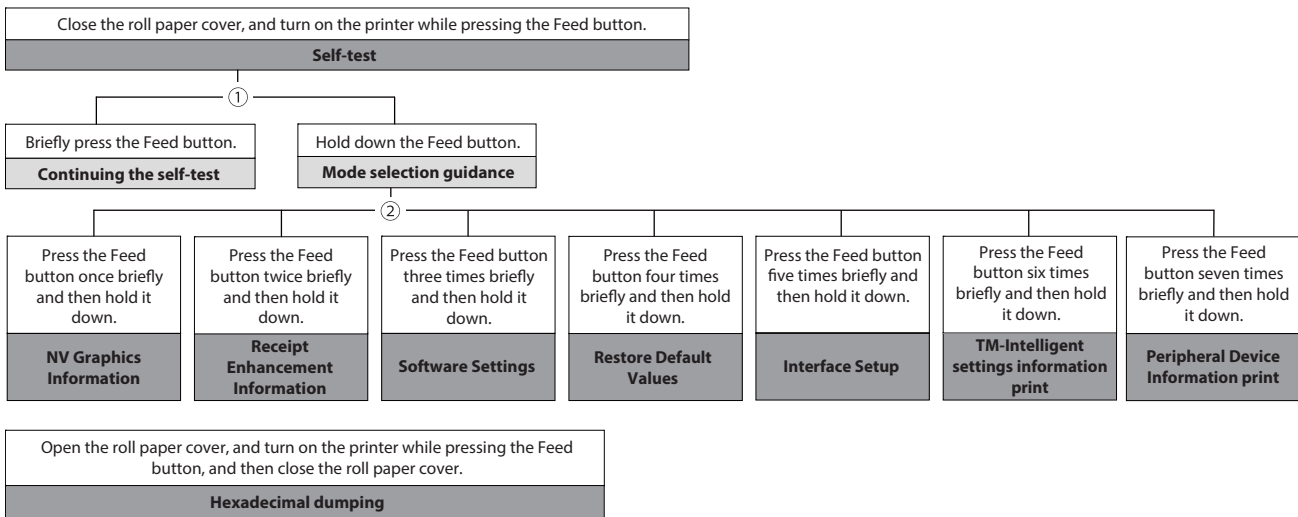 Close the roll paper cover, and turn on the printer while pressing the Feed button.
Self-test
①
Briefly press the Feed button.
Continuing the self-test
Hold down the Feed button.
Mode selection guidance
②
Press the Feed
button once briefly
and then hold it
down.
NV Graphics
Information
Press the Feed
button twice briefly
and then hold it
down.
Receipt
Enhancement
Information
Press the Feed button
three times briefly
and then hold it
down.
Software Settings
Press the Feed
button four times
briefly and then hold
it down.
Restore Default
Values
Press the Feed button
five times briefly and
then hold it down.
Interface Setup
Press the Feed
button six times
briefly and then hold
it down.
TM-Intelligent
settings information
print
Press the Feed
button seven times
briefly and then hold
it down.
Peripheral Device
Information print
Open the roll paper cover, and turn on the printer while pressing the Feed
button, and then close the roll paper cover.
Hexadecimal dumping